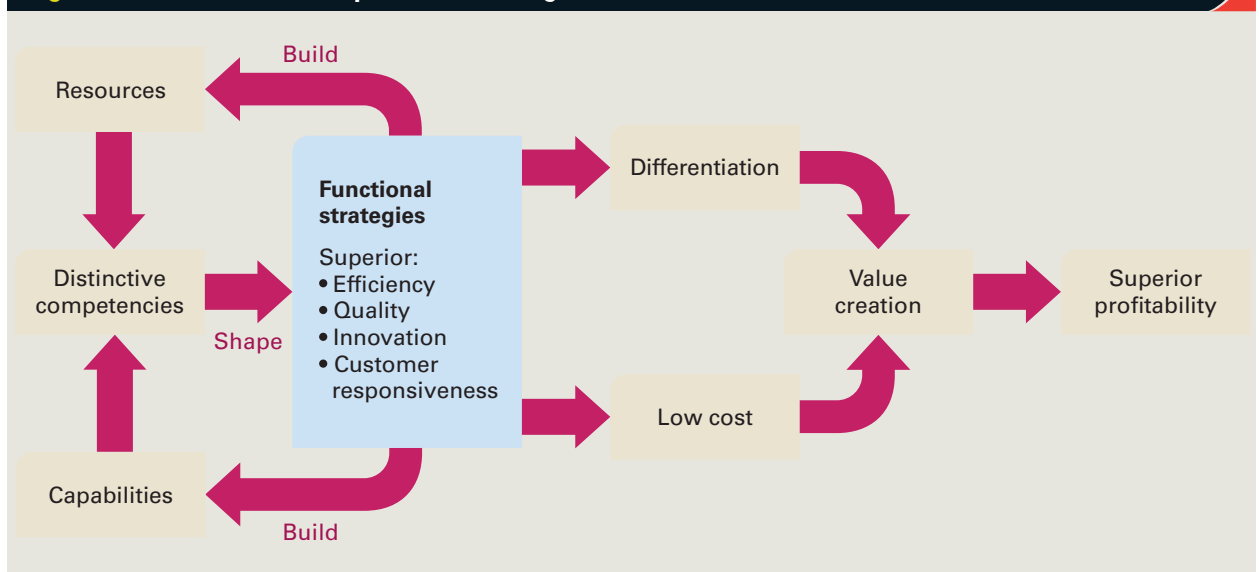 Build
Resources
Differentiation
Functional
strategies
Superior:
• Efficiency
• Quality
• Innovation
• Customer
responsiveness
Distinctive
competencies
Shape
Value
creation
Superior
profitability
Low cost
Capabilities
Build